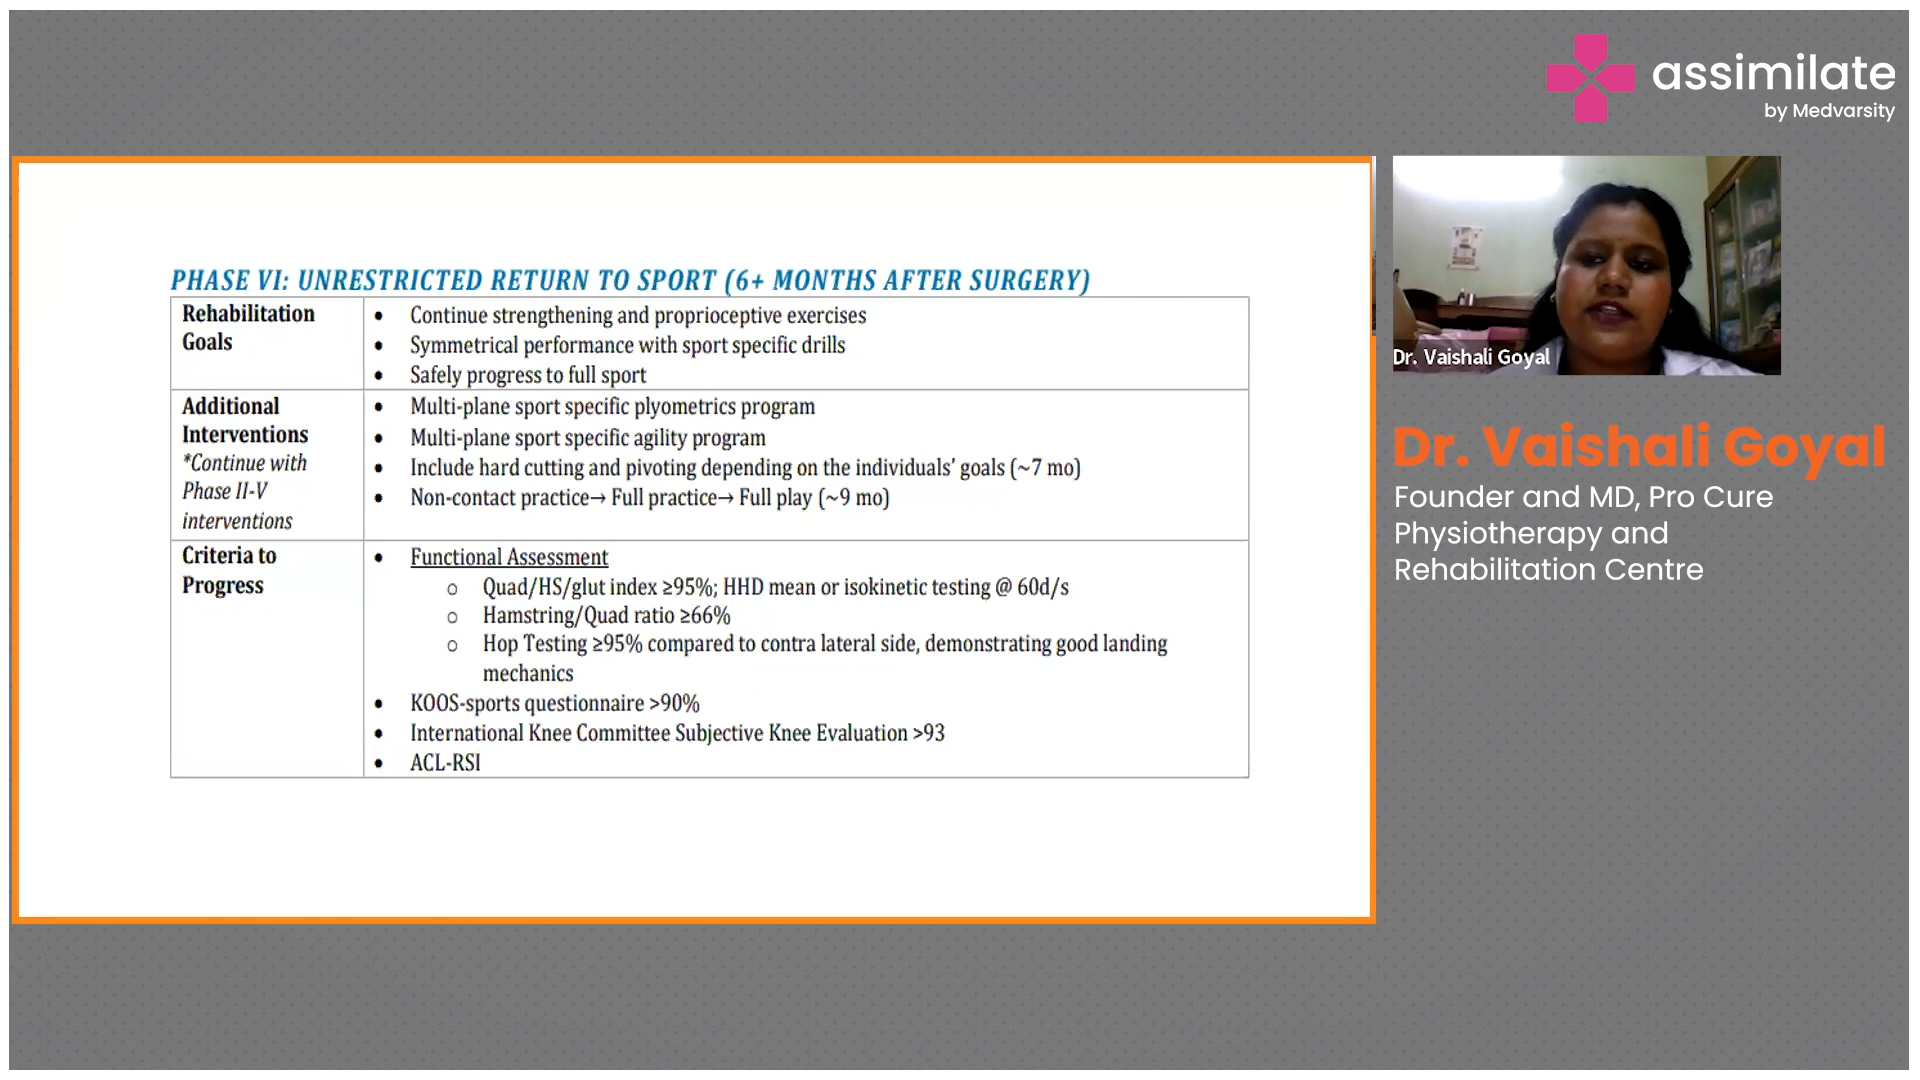 assimilate
by Medvarsity
PHASE VI: UNRESTRICTED RETURN TO SPORT (6+ MONTHS AFTER SURGERY)
Rehabilitation
Goals
• Continue strengthening and proprioceptive exercises
• Symmetrical performance with sport specific drills
• Safely progress to full sport
Additional
Interventions
*Continue with
Phase II-V
interventions
• Multi-plane sport specific plyometrics program
• Multi-plane sport specific agility program
• Include hard cutting and pivoting depending on the individuals' goals (~7 mo)
• Non-contact practice→ Full practice→ Full play (~9 mo)
Criteria to
Progress
• Functional Assessment
o Quad/HS/glut index ≥95%; HHD mean or isokinetic testing @ 60d/s
o Hamstring/Quad ratio ≥66%
o Hop Testing ≥95% compared to contra lateral side, demonstrating good landing
mechanics
• KOOS-sports questionnaire >90%
• International Knee Committee Subjective Knee Evaluation >93
• ACL-RSI
Dr. Vaishali Goyal
Dr. Vaishali Goyal
Founder and MD, Pro Cure
Physiotherapy and
Rehabilitation Centre